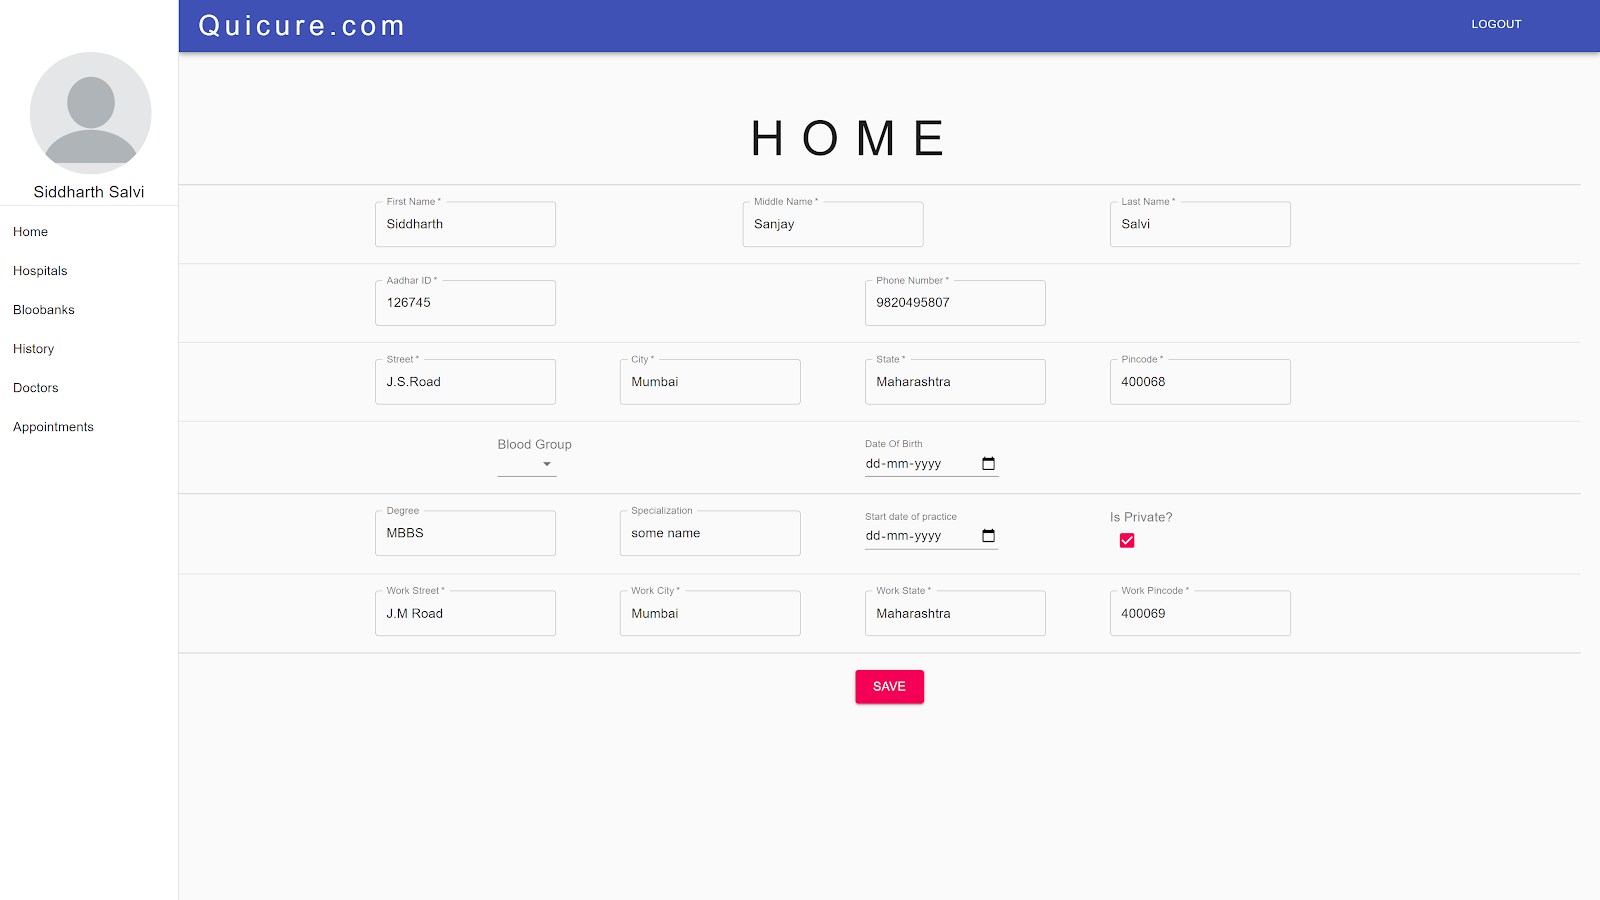 Quicure.com
LOGOUT
Siddharth Salvi
Home
Hospitals
Bloobanks
History
Doctors
Appointments
HOME
First Name * Middle Name * Last Name *
Siddharth Sanjay Salvi
Aadhar ID * Phone Number *
126745 9820495807
Street * City * State * Pincode *
J.S.Road Mumbai Maharashtra 400068
Blood Group Date Of Birth
dd-mm-yyyy
Degree Specialization Start date of practice Is Private?
MBBS some name dd-mm-yyyy
Work Street * Work City * Work State * Work Pincode *
J.M Road Mumbai Maharashtra 400069
SAVE